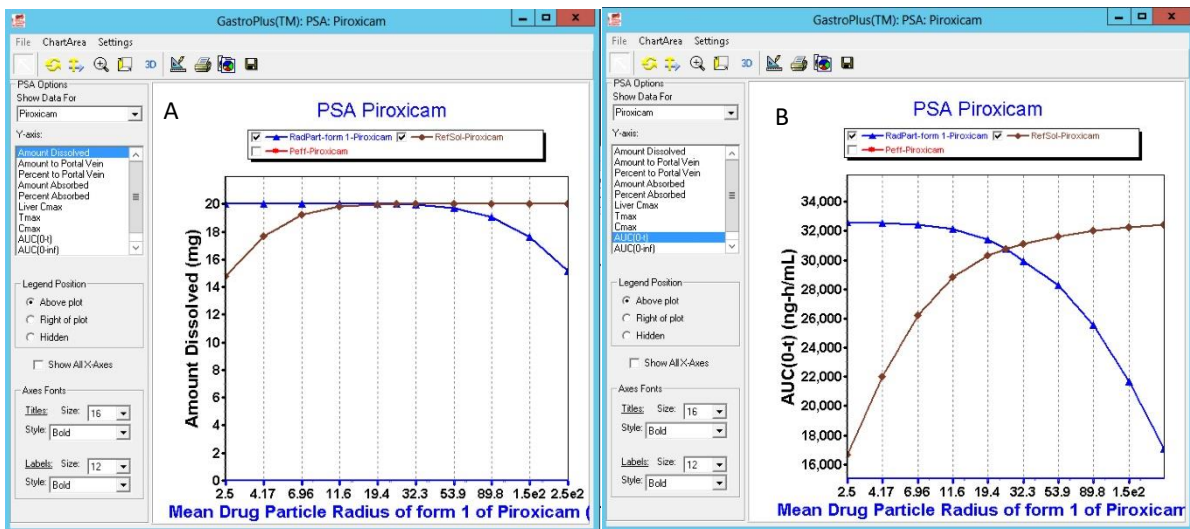 GastroPlus(TM): PSA: Piroxicam
File ChartArea Settings
3D
PSA Options
Show Data For
Piroxicam
Y-axis:
Amount Dissolved
Amount to Portal Vein
Percent to Portal Vein
Amount Absorbed
Percent Absorbed
Liver Cmax
Tmax
Cmax
AUC(0-t)
AUC(0-inf)
Legend Position
Above plot
Right of plot
Hidden
Show All X-Axes
Axes Fonts
Titles: Size: 16
Style: Bold
Labels: Size: 12
Style: Bold
A
PSA Piroxicam
RadPart-form 1-Piroxicam RefSol-Piroxicam
Peff-Piroxicam
Amount Dissolved (mg)
20
18
16
14
12
10
8
6
4
2
0
2.5 4.17 6.96 11.6 19.4 32.3 53.9 89.8 1.5e2 2.5e2
Mean Drug Particle Radius of form 1 of Piroxicam (
GastroPlus(TM): PSA: Piroxicam
File ChartArea Settings
3D
PSA Options
Show Data For
Piroxicam
Y-axis:
Amount Dissolved
Amount to Portal Vein
Percent to Portal Vein
Amount Absorbed
Percent Absorbed
Liver Cmax
Tmax
Cmax
AUC(0-t)
AUC(0-inf)
Legend Position
Above plot
Right of plot
Hidden
Show All X-Axes
Axes Fonts
Titles: Size: 16
Style: Bold
Labels: Size: 12
Style: Bold
B
PSA Piroxicam
RadPart-form 1-Piroxicam RefSol-Piroxicam
Peff-Piroxicam
AUC(0-t) (ng-h/mL)
34,000
32,000
30,000
28,000
26,000
24,000
22,000
20,000
18,000
16,000
2.5 4.17 6.96 11.6 19.4 32.3 53.9 89.8 1.5e2
Mean Drug Particle Radius of form 1 of Piroxicam